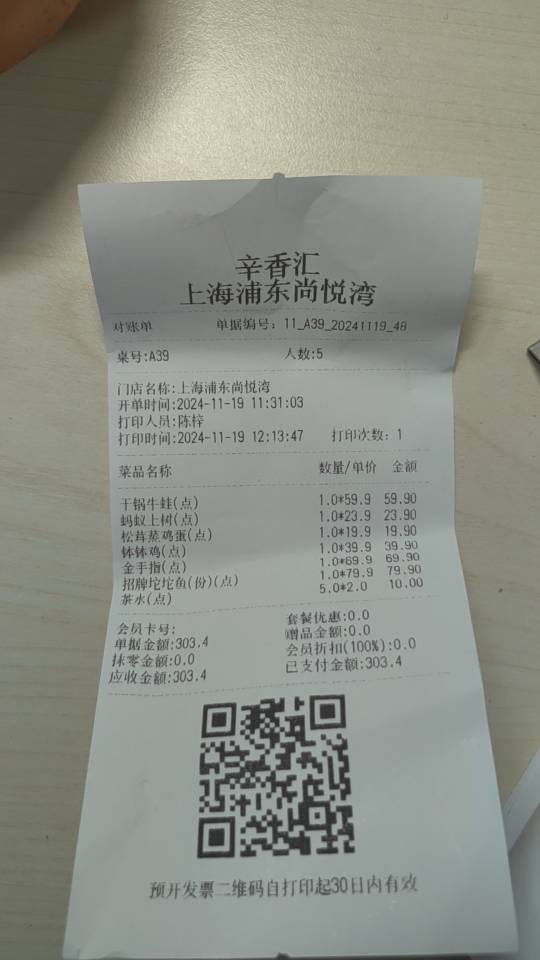 辛香汇
上海浦东尚悦湾
对账单 单据编号: 11_A39_20241119_48
桌号:A39 人数:5
门店名称:上海浦东尚悦湾
开单时间:2024-11-19 11:31:03
打印人员:陈梓
打印时间:2024-11-19 12:13:47 打印次数: 1
菜品名称 数量/单价 金额
干锅牛蛙(点) 1.0*59.9 59.90
蚂蚁上树(点) 1.0*23.9 23.90
松茸蒸鸡蛋(点) 1.0*19.9 19.90
钵钵鸡(点) 1.0*39.9 39.90
金手指(点) 1.0*69.9 69.90
招牌坨坨鱼(份)(点) 1.0*79.9 79.90
茶水(点) 5.0*2.0 10.00
会员卡号: 套餐优惠:0.0
单据金额:303.4 赠品金额:0.0
抹零金额:0.0 会员折扣(100%):0.0
应收金额:303.4 已支付金额:303.4
预开发票二维码自打印起30日内有效